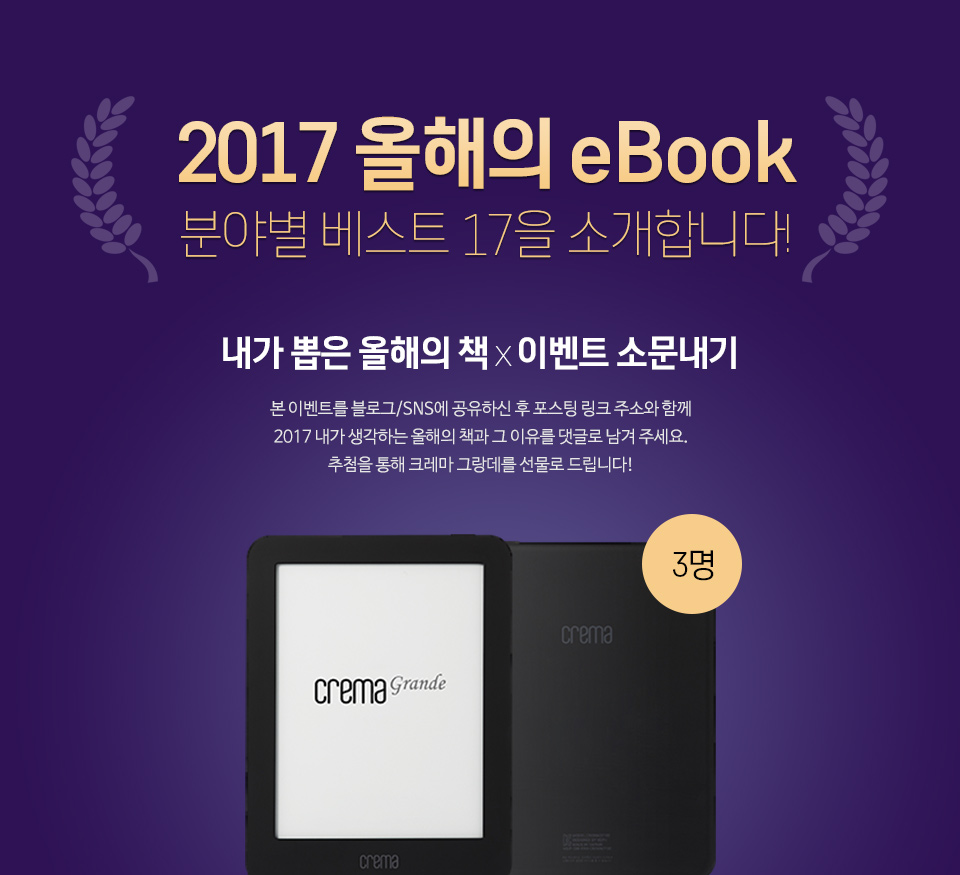 2017 올해의 eBook
분야별 베스트 17을 소개합니다!
내가 뽑은 올해의 책 x 이벤트 소문내기
본 이벤트를 블로그/SNS에 공유하신 후 포스팅 링크 주소와 함께
2017 내가 생각하는 올해의 책과 그 이유를 댓글로 남겨 주세요.
추첨을 통해 크레마 그랑데를 선물로 드립니다!
3명
crema
crema Grande
crema